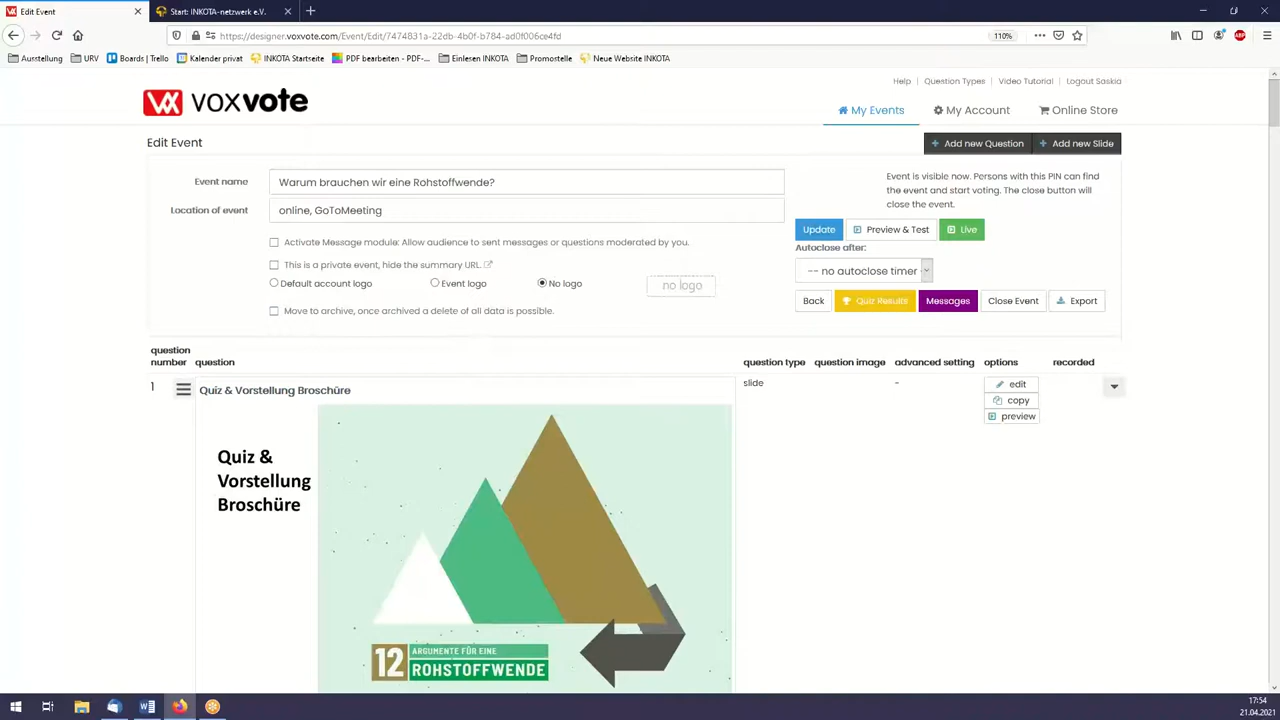 Edit Event
Start: INKOTA-netzwerk e.V.
https://designer.voxvote.com/Event/Edit/7474831a-22db-4b0f-b784-ad0f006ce4fd
110%
Ausstellung
URV
Boards | Trello
Kalender privat
INKOTA Startseite
PDF bearbeiten - PDF-...
Einlesen INKOTA
Promostelle
Neue Website INKOTA
Help
Question Types
Video Tutorial
Logout Saskia
voxvote
My Events
My Account
Online Store
Edit Event
Add new Question
Add new Slide
Event name
Warum brauchen wir eine Rohstoffwende?
Location of event
online, GoToMeeting
Event is visible now. Persons with this PIN can find
the event and start voting. The close button will
close the event.
Update
Preview & Test
Live
Activate Message module: Allow audience to sent messages or questions moderated by you.
Autoclose after:
This is a private event, hide the summary URL.
-- no autoclose timer -
Default account logo
Event logo
No logo
no logo
Back
Quiz Results
Messages
Close Event
Export
Move to archive, once archived a delete of all data is possible.
question
number
question
question type
question image
advanced setting
options
recorded
1
Quiz & Vorstellung Broschüre
slide
-
edit
copy
preview
Quiz &
Vorstellung
Broschüre
12
ARGUMENTE FÜR EINE
ROHSTOFFWENDE
17:54
21.04.2021